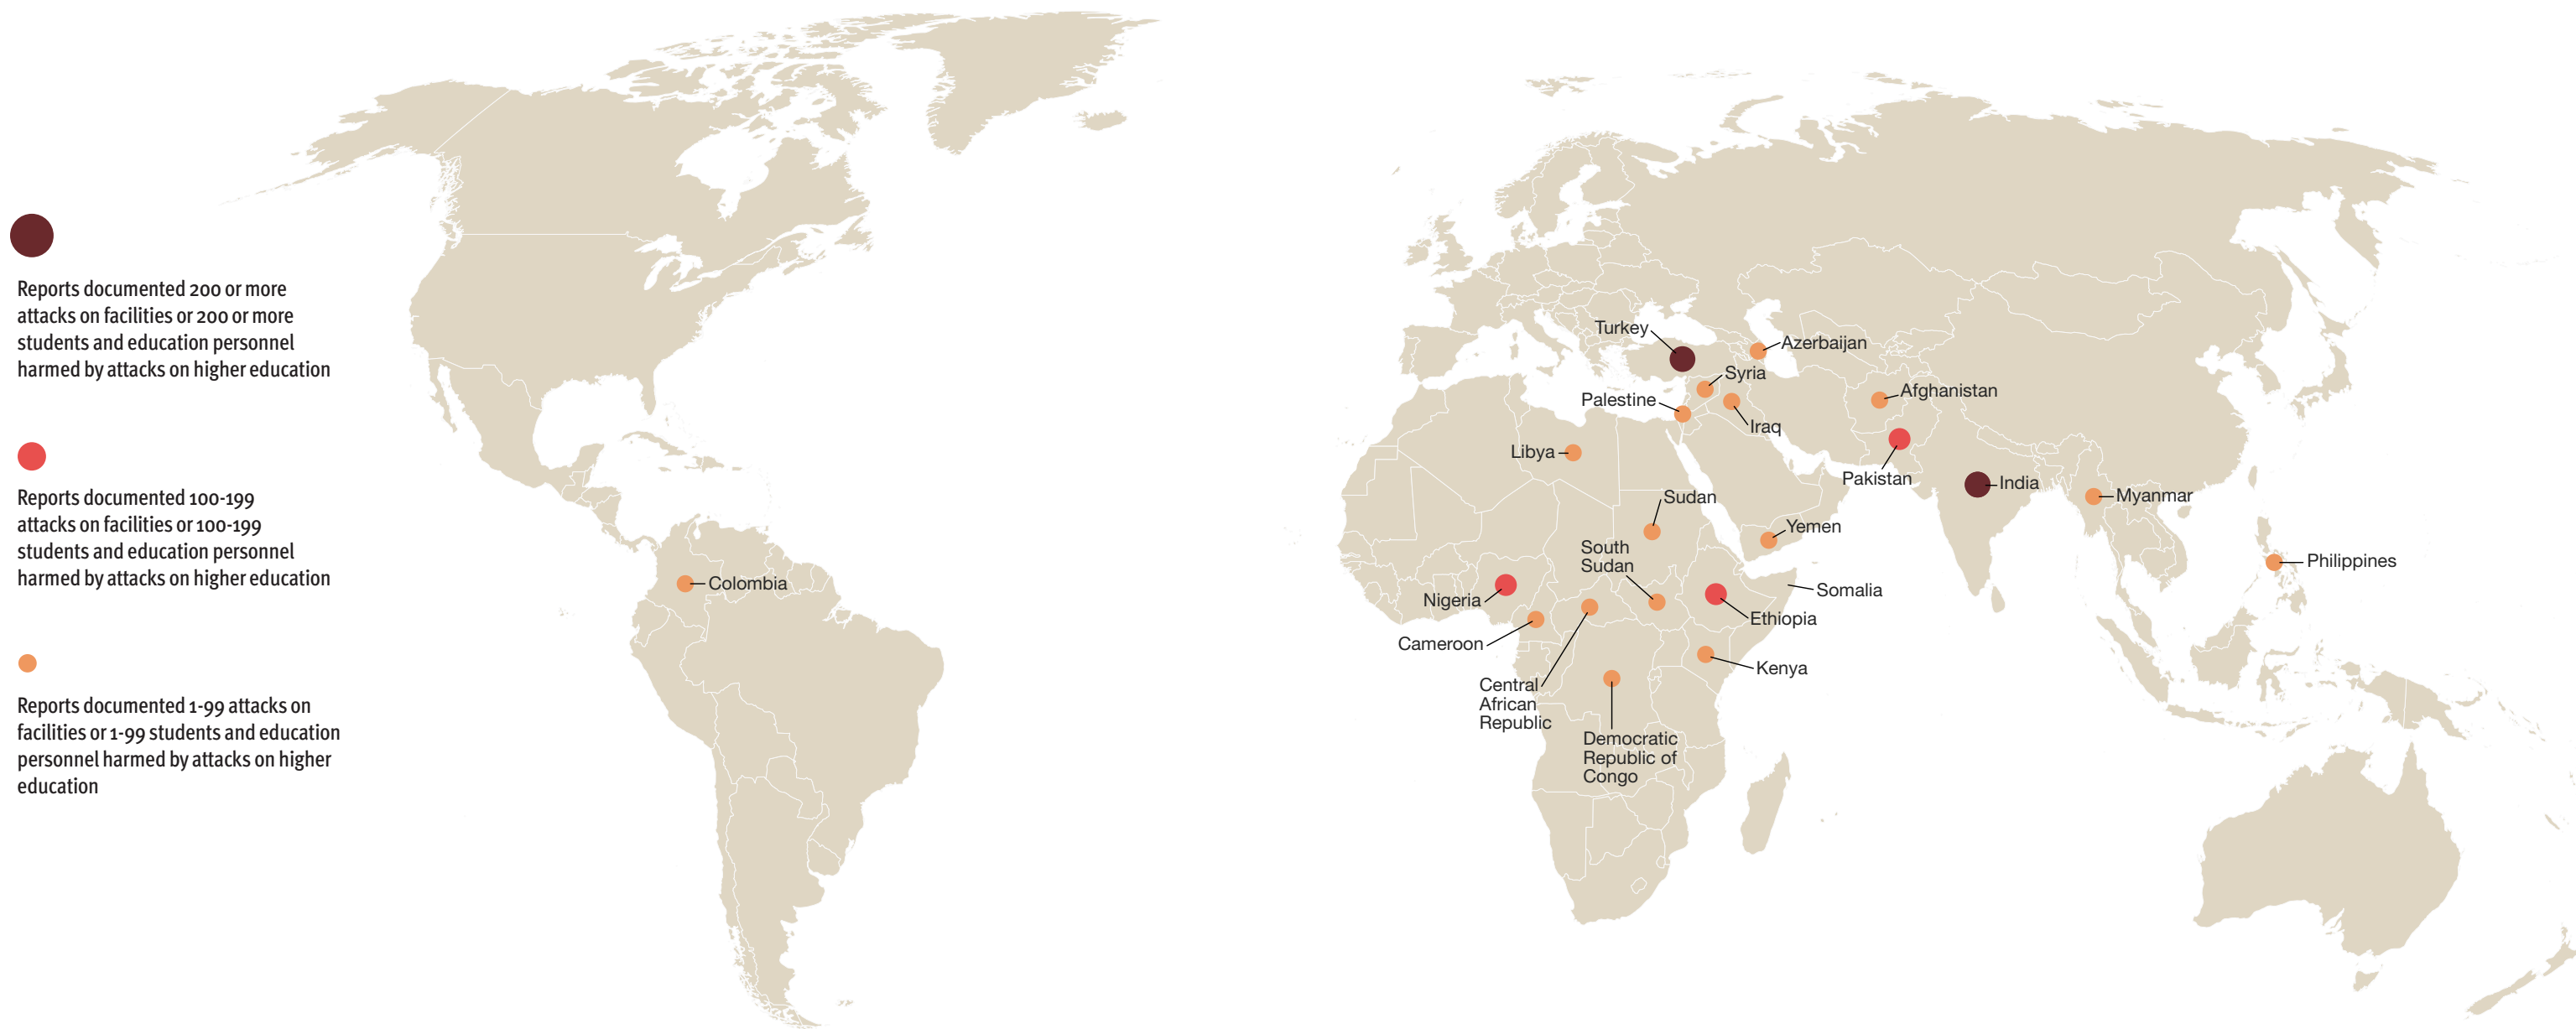 Reports documented 200 or more
attacks on facilities or 200 or more
students and education personnel
harmed by attacks on higher education
Reports documented 100-199
attacks on facilities or 100-199
students and education personnel
harmed by attacks on higher education
Reports documented 1-99 attacks on
facilities or 1-99 students and education
personnel harmed by attacks on higher
education
Colombia
Turkey
Azerbaijan
Syria
Palestine
Iraq
Afghanistan
Libya
Pakistan
India
Myanmar
Sudan
Yemen
South
Sudan
Philippines
Somalia
Nigeria
Ethiopia
Cameroon
Kenya
Central
African
Republic
Democratic
Republic of
Congo